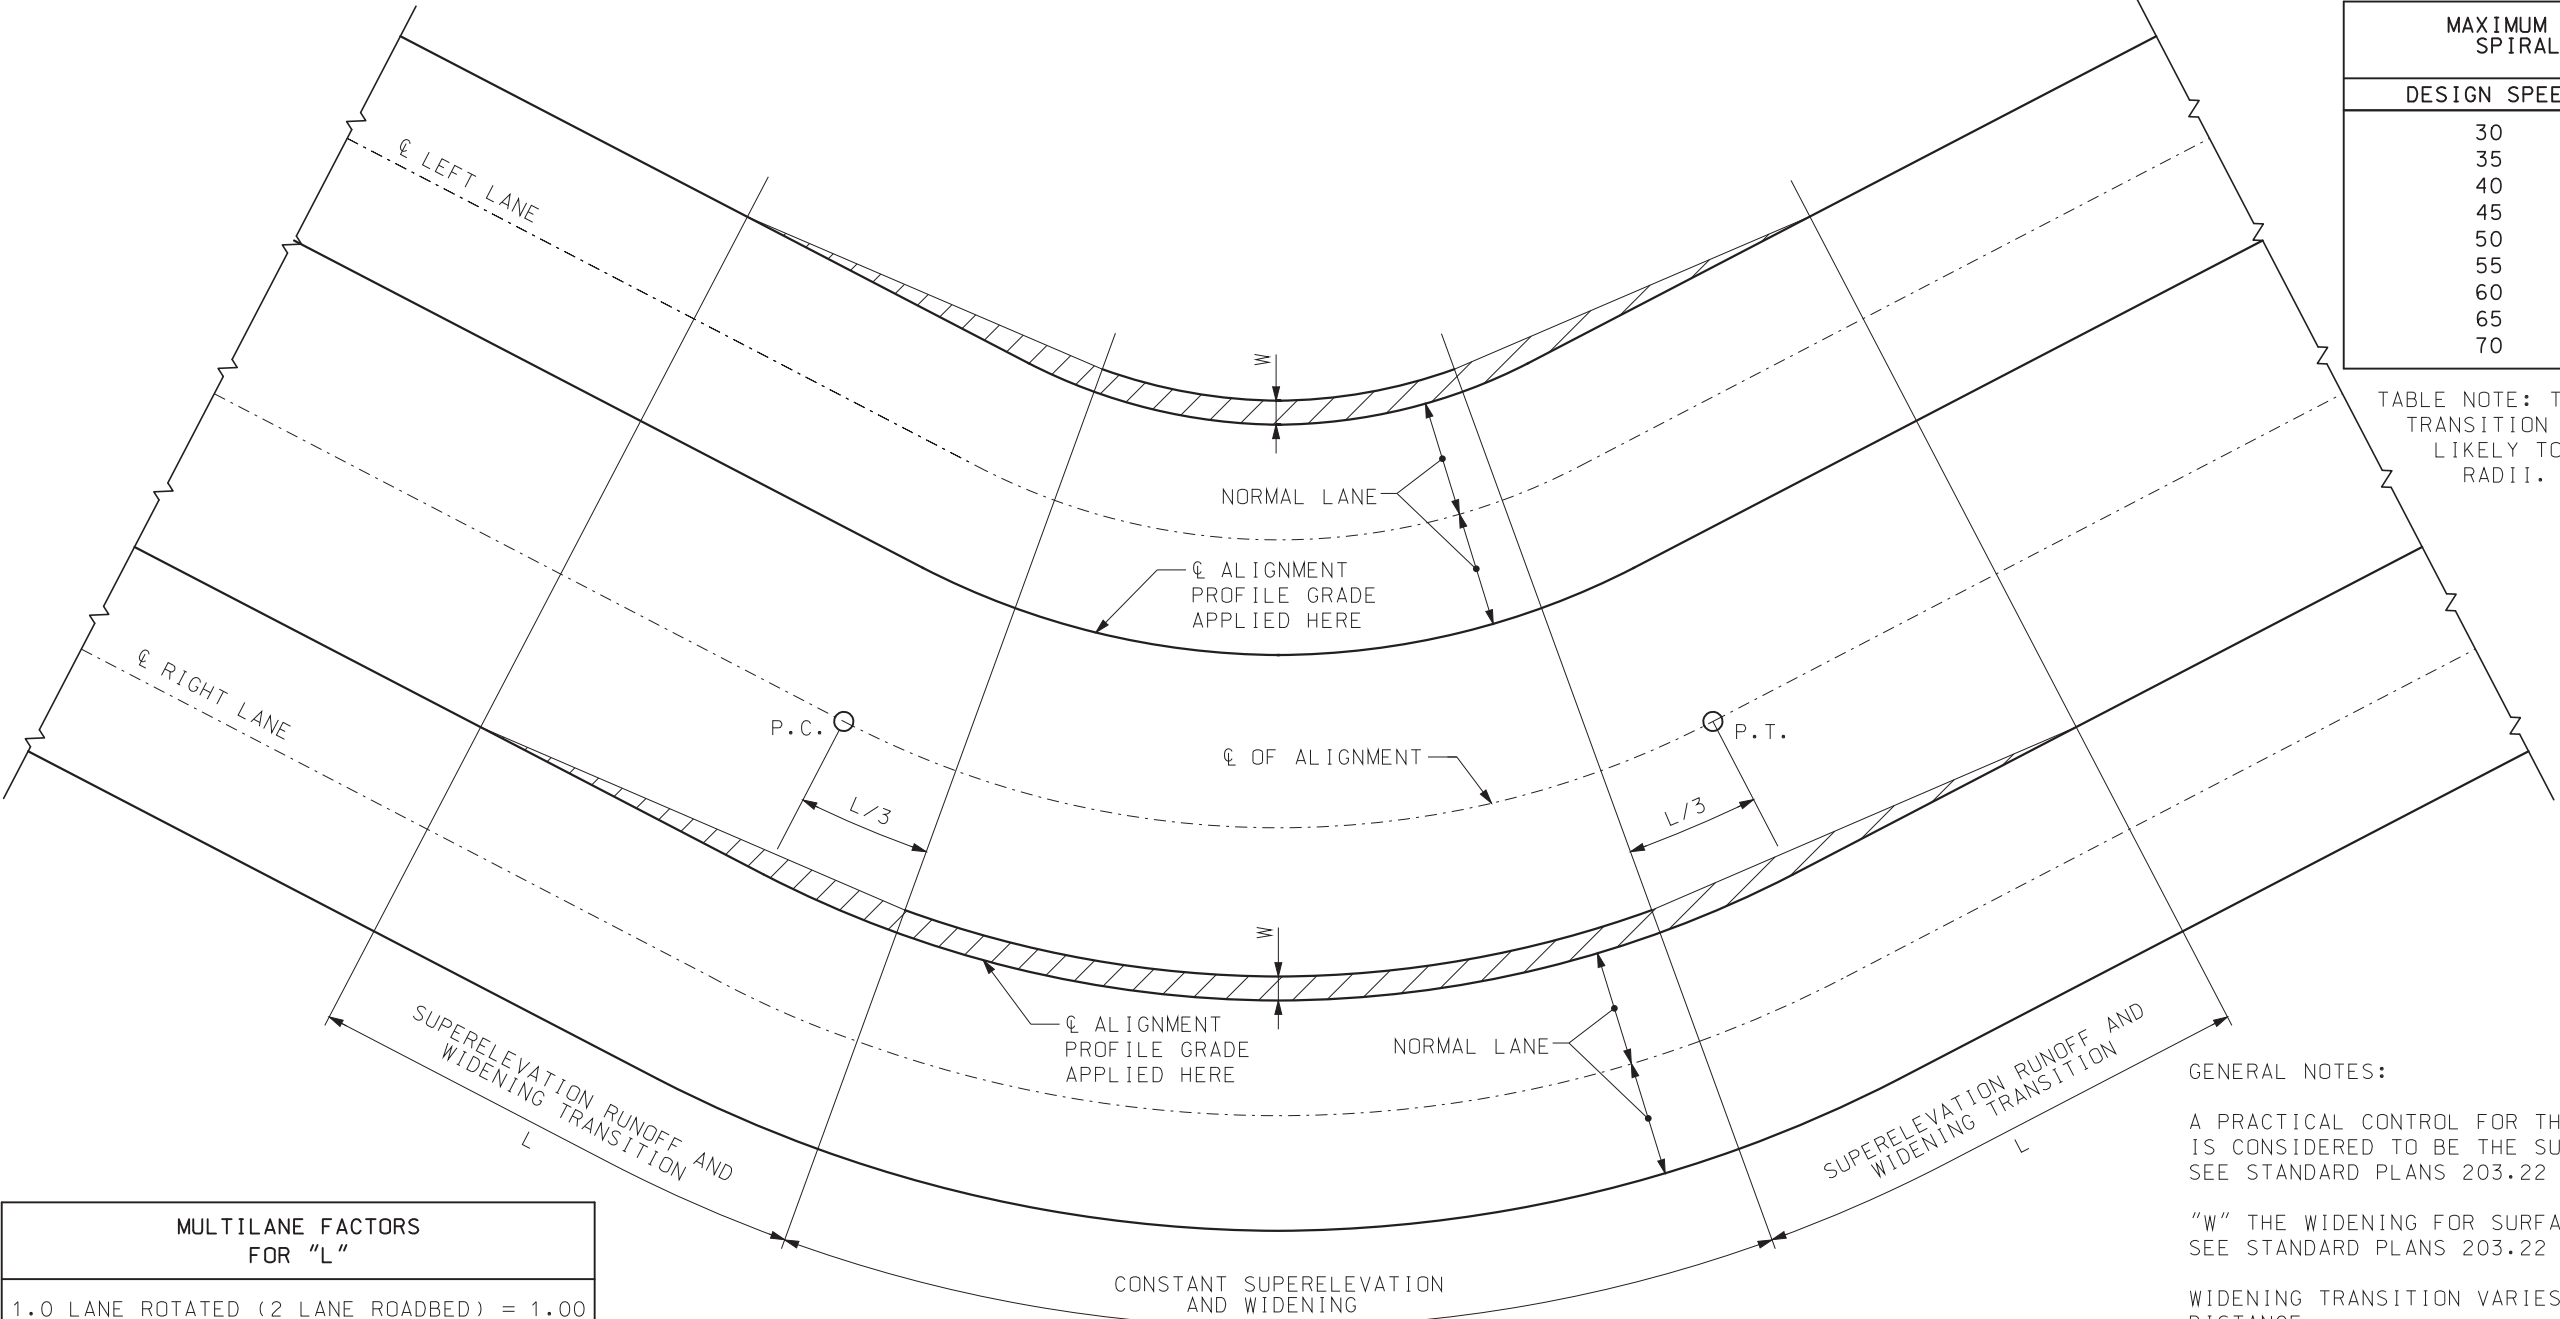 MAXIMUM
SPIRAL
DESIGN SPEE
30
35
40
45
50
55
60
65
70
TABLE NOTE: T
TRANSITION
LIKELY TO
RADII.
℄ LEFT LANE
W
NORMAL LANE
℄ ALIGNMENT
PROFILE GRADE
APPLIED HERE
℄ RIGHT LANE
P.C.
P.T.
℄ OF ALIGNMENT
L/3
L/3
W
℄ ALIGNMENT
PROFILE GRADE
APPLIED HERE
NORMAL LANE
SUPERELEVATION RUNOFF AND
WIDENING TRANSITION
L
SUPERELEVATION RUNOFF AND
WIDENING TRANSITION
L
CONSTANT SUPERELEVATION
AND WIDENING
MULTILANE FACTORS
FOR "L"
1.0 LANE ROTATED (2 LANE ROADBED) = 1.00
GENERAL NOTES:
A PRACTICAL CONTROL FOR TH
IS CONSIDERED TO BE THE SU
SEE STANDARD PLANS 203.22
"W" THE WIDENING FOR SURFA
SEE STANDARD PLANS 203.22
WIDENING TRANSITION VARIES